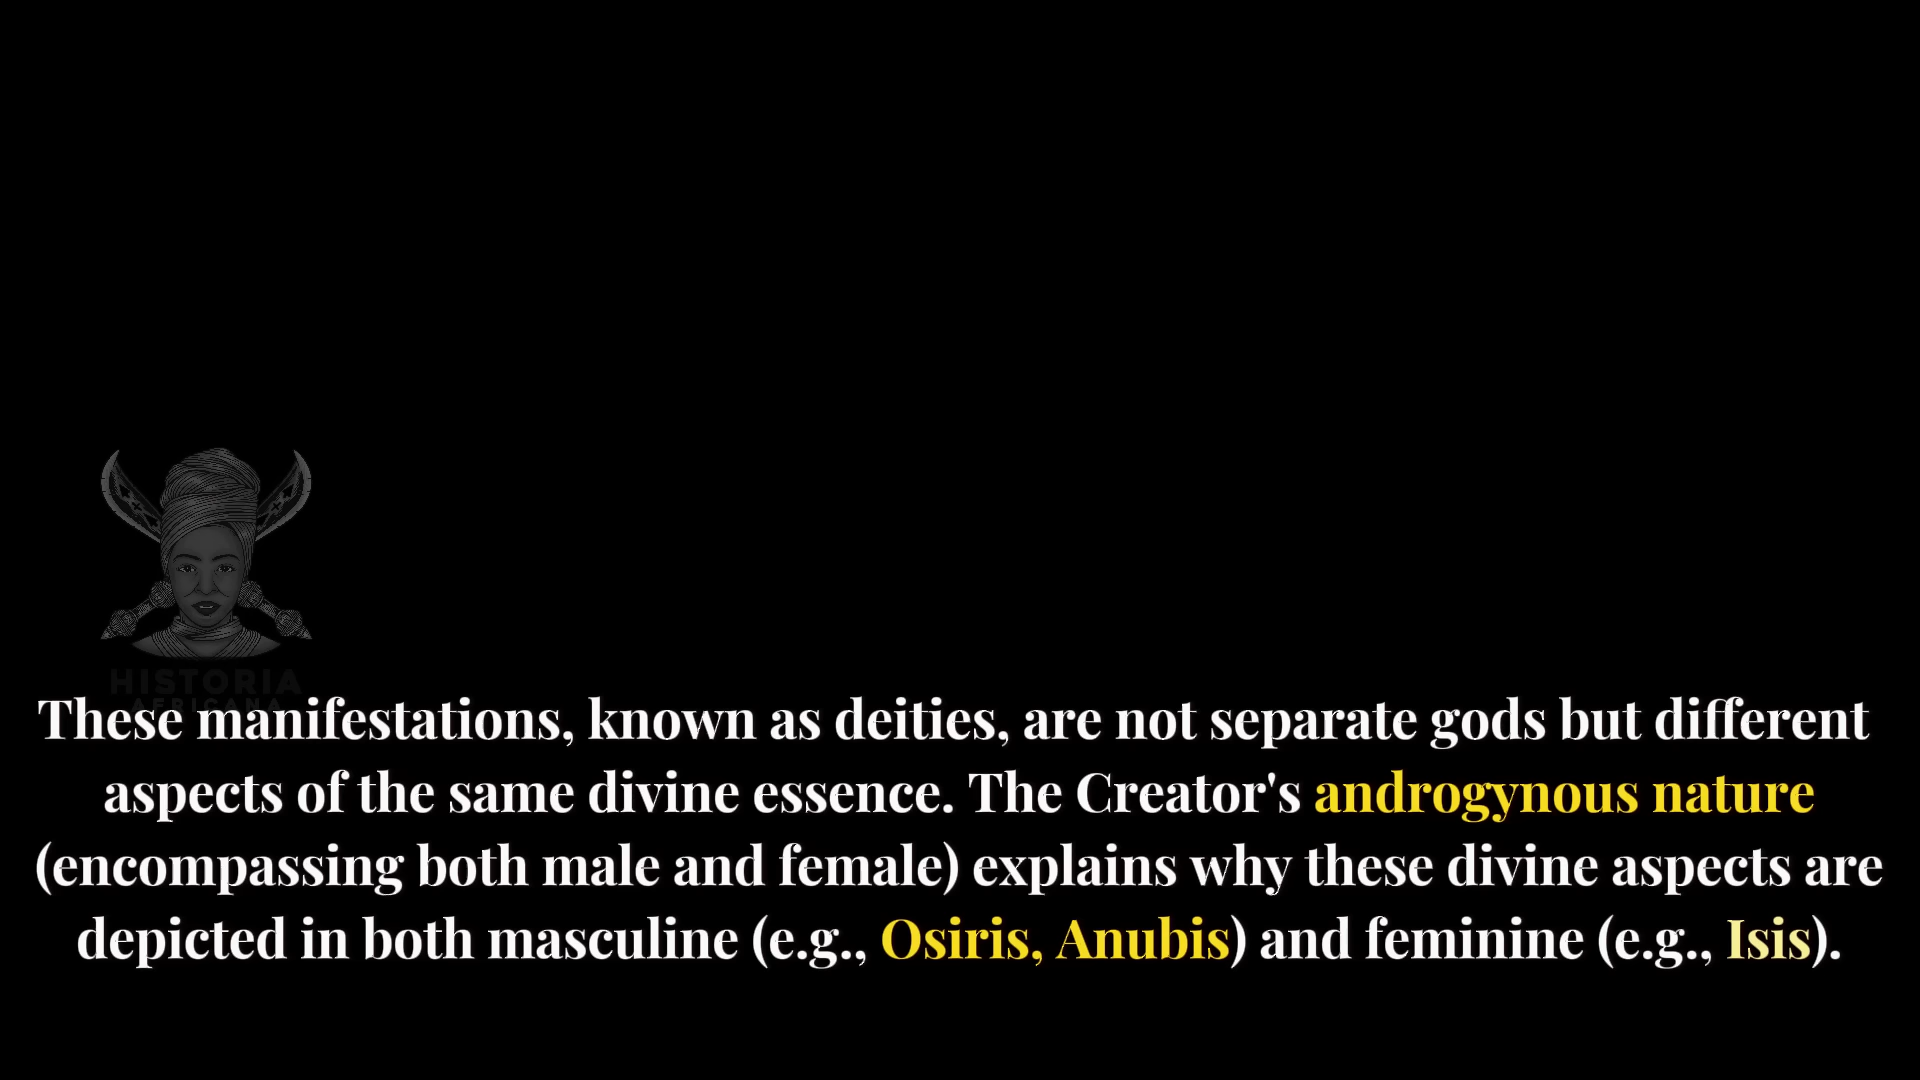 HISTORIA
AFRICANA
These manifestations, known as deities, are not separate gods but different
aspects of the same divine essence. The Creator's androgynous nature
(encompassing both male and female) explains why these divine aspects are
depicted in both masculine (e.g., Osiris, Anubis) and feminine (e.g., Isis).